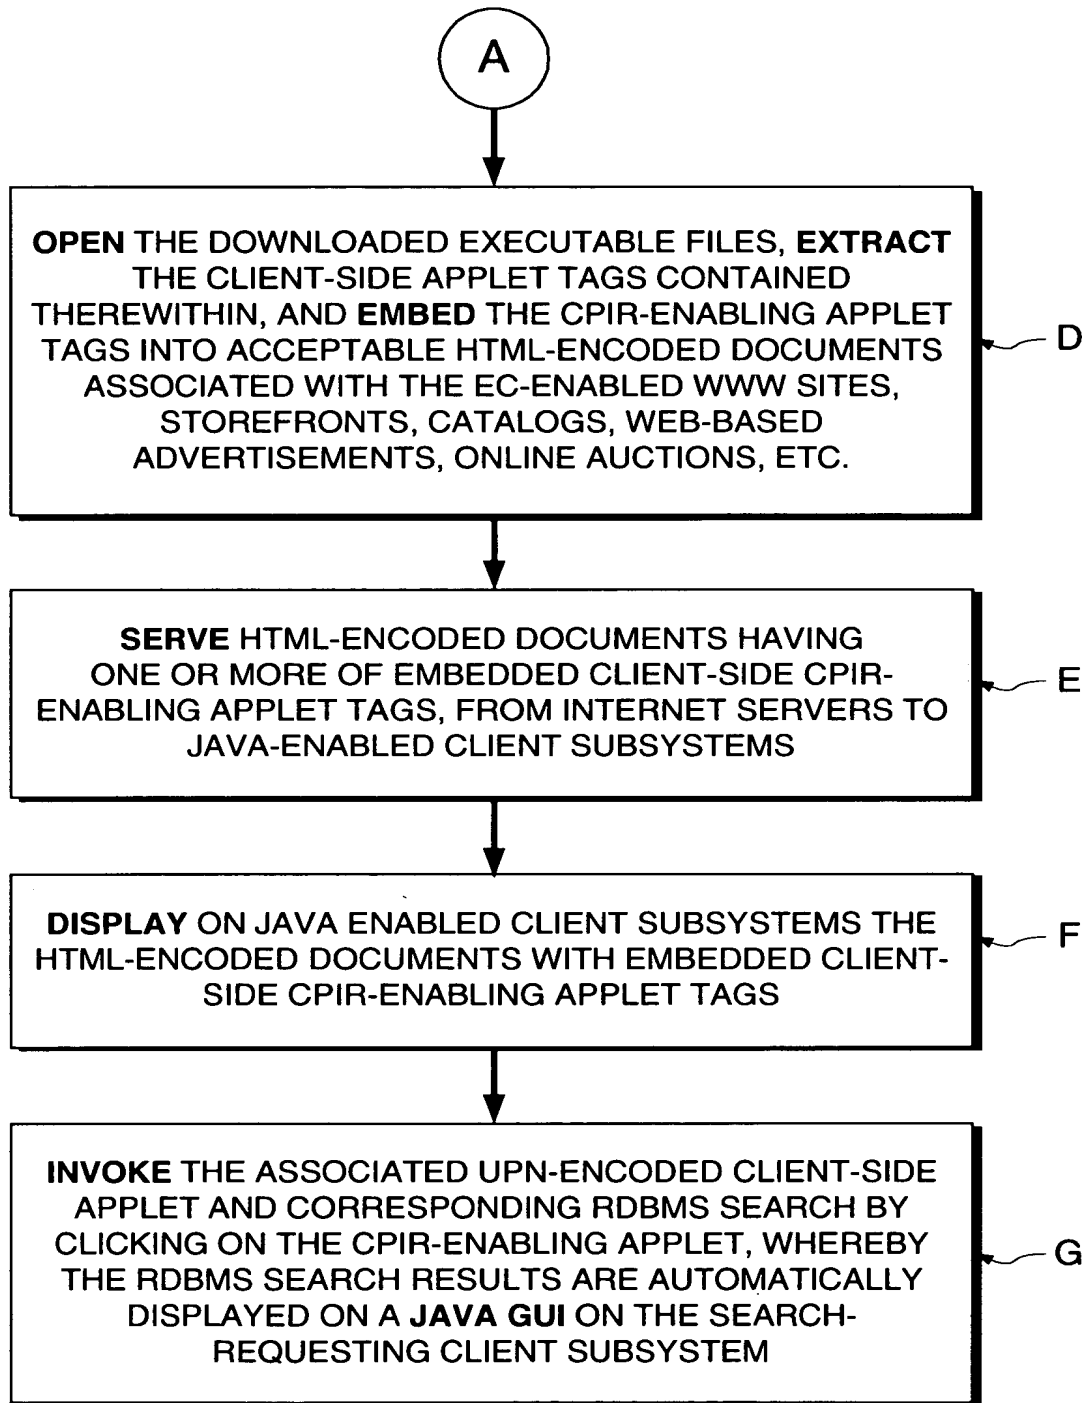 A
OPEN THE DOWNLOADED EXECUTABLE FILES, EXTRACT
THE CLIENT-SIDE APPLET TAGS CONTAINED
THEREWITHIN, AND EMBED THE CPIR-ENABLING APPLET
TAGS INTO ACCEPTABLE HTML-ENCODED DOCUMENTS
ASSOCIATED WITH THE EC-ENABLED WWW SITES,
STOREFRONTS, CATALOGS, WEB-BASED
ADVERTISEMENTS, ONLINE AUCTIONS, ETC.
D
SERVE HTML-ENCODED DOCUMENTS HAVING
ONE OR MORE OF EMBEDDED CLIENT-SIDE CPIR-
ENABLING APPLET TAGS, FROM INTERNET SERVERS TO
JAVA-ENABLED CLIENT SUBSYSTEMS
E
DISPLAY ON JAVA ENABLED CLIENT SUBSYSTEMS THE
HTML-ENCODED DOCUMENTS WITH EMBEDDED CLIENT-
SIDE CPIR-ENABLING APPLET TAGS
F
INVOKE THE ASSOCIATED UPN-ENCODED CLIENT-SIDE
APPLET AND CORRESPONDING RDBMS SEARCH BY
CLICKING ON THE CPIR-ENABLING APPLET, WHEREBY
THE RDBMS SEARCH RESULTS ARE AUTOMATICALLY
DISPLAYED ON A JAVA GUI ON THE SEARCH-
REQUESTING CLIENT SUBSYSTEM
G